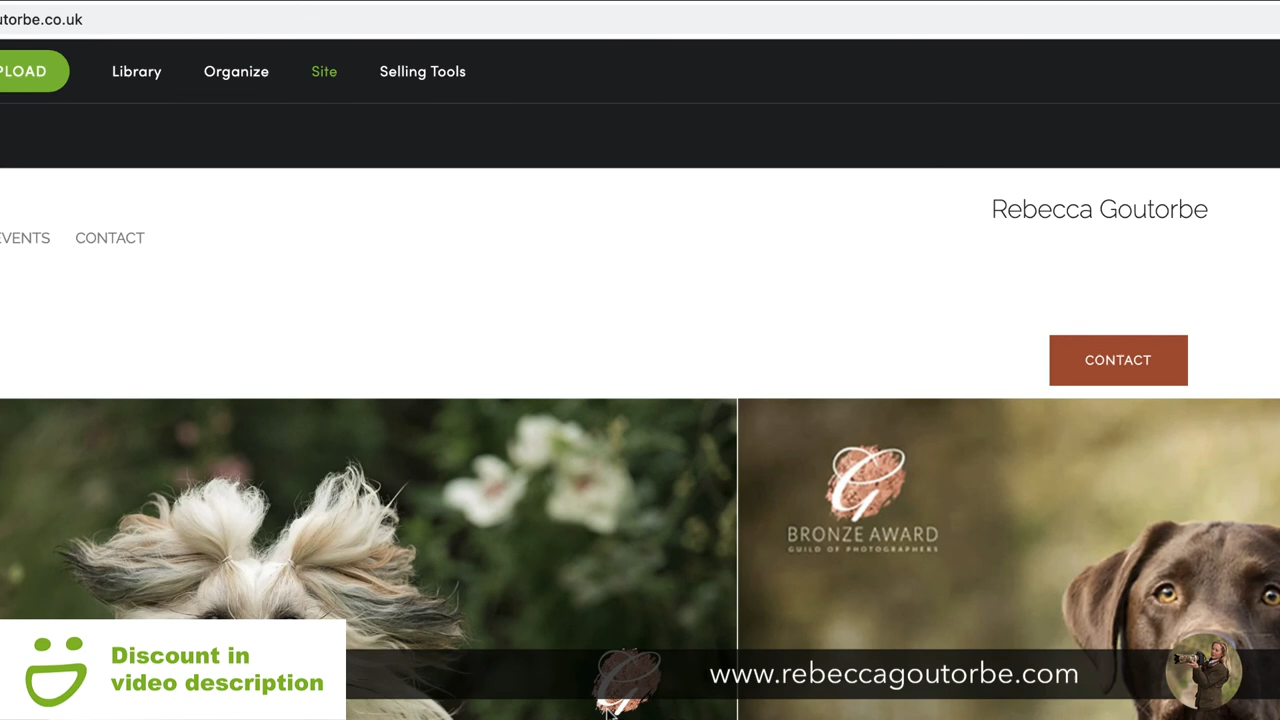 utorbe.co.uk
PLOAD Library Organize Site Selling Tools
Rebecca Goutorbe
EVENTS CONTACT
CONTACT
G
BRONZE AWARD
GUILD OF PHOTOGRAPHERS
Discount in
video description
G
www.rebeccagoutorbe.com